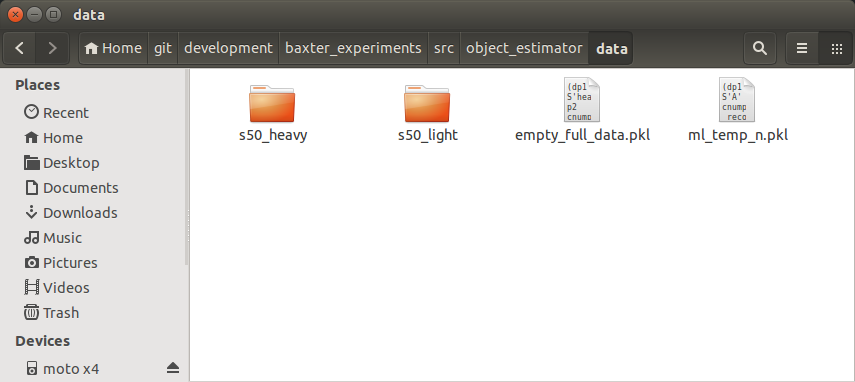 data
Home git development baxter_experiments src object_estimator data
Places
Recent
Home
Desktop
Documents
Downloads
Music
Pictures
Videos
Trash
Devices
moto x4
(dp1
S'hea
p2
cnump
(dp1
S'A'
cnump
_reco
s50_heavy s50_light empty_full_data.pkl ml_temp_n.pkl